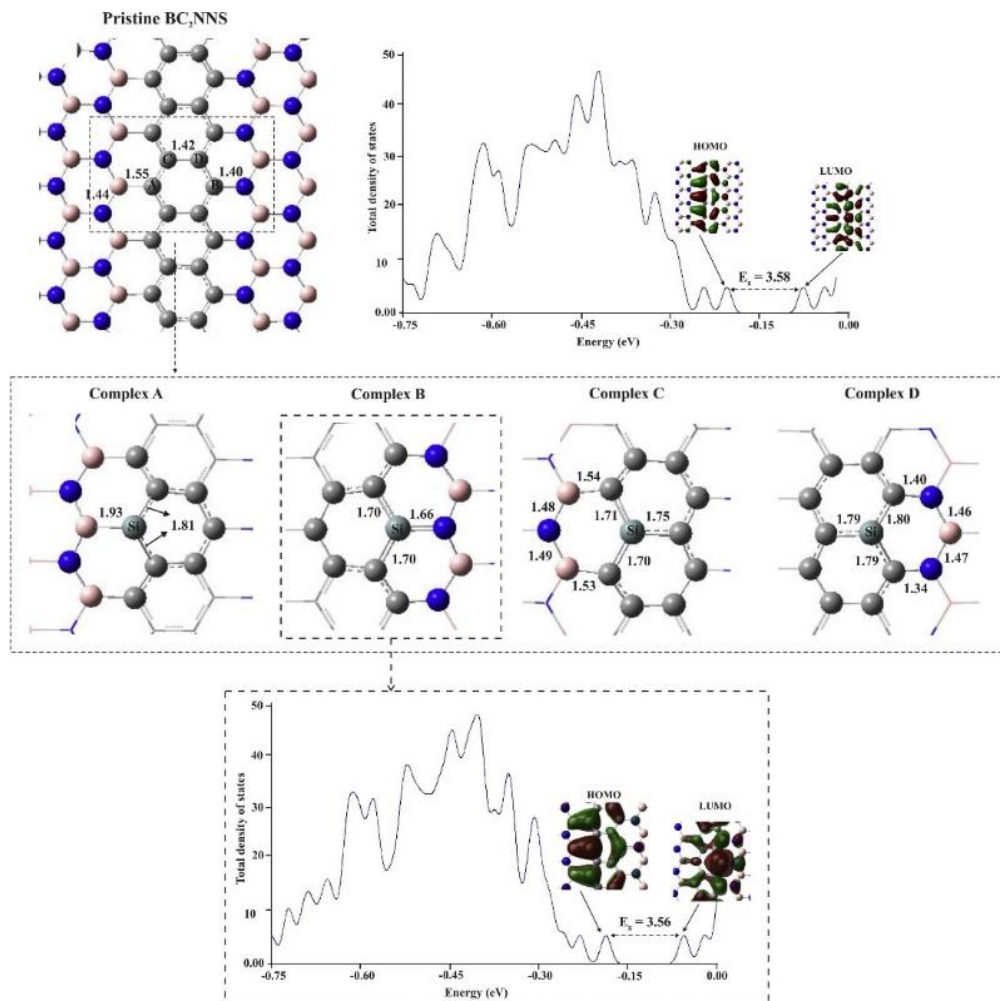 Pristine BC₂NNS
1.42
C D
1.55 1.40
A B
1.44
Total density of states
50
40
30
20
10
0.00
-0.75 -0.60 -0.45 -0.30 -0.15 0.00
Energy (eV)
HOMO
LUMO
E_g = 3.58
Complex A
1.93
Si
1.81
Complex B
1.70
1.66
Si
1.70
Complex C
1.54
1.48
1.71
1.75
Si
1.49
1.70
1.53
Complex D
1.40
1.79
1.80
1.46
Si
1.79
1.47
1.34
Total density of states
50
40
30
20
10
0.00
-0.75 -0.60 -0.45 -0.30 -0.15 0.00
Energy (eV)
HOMO
LUMO
E_g = 3.56